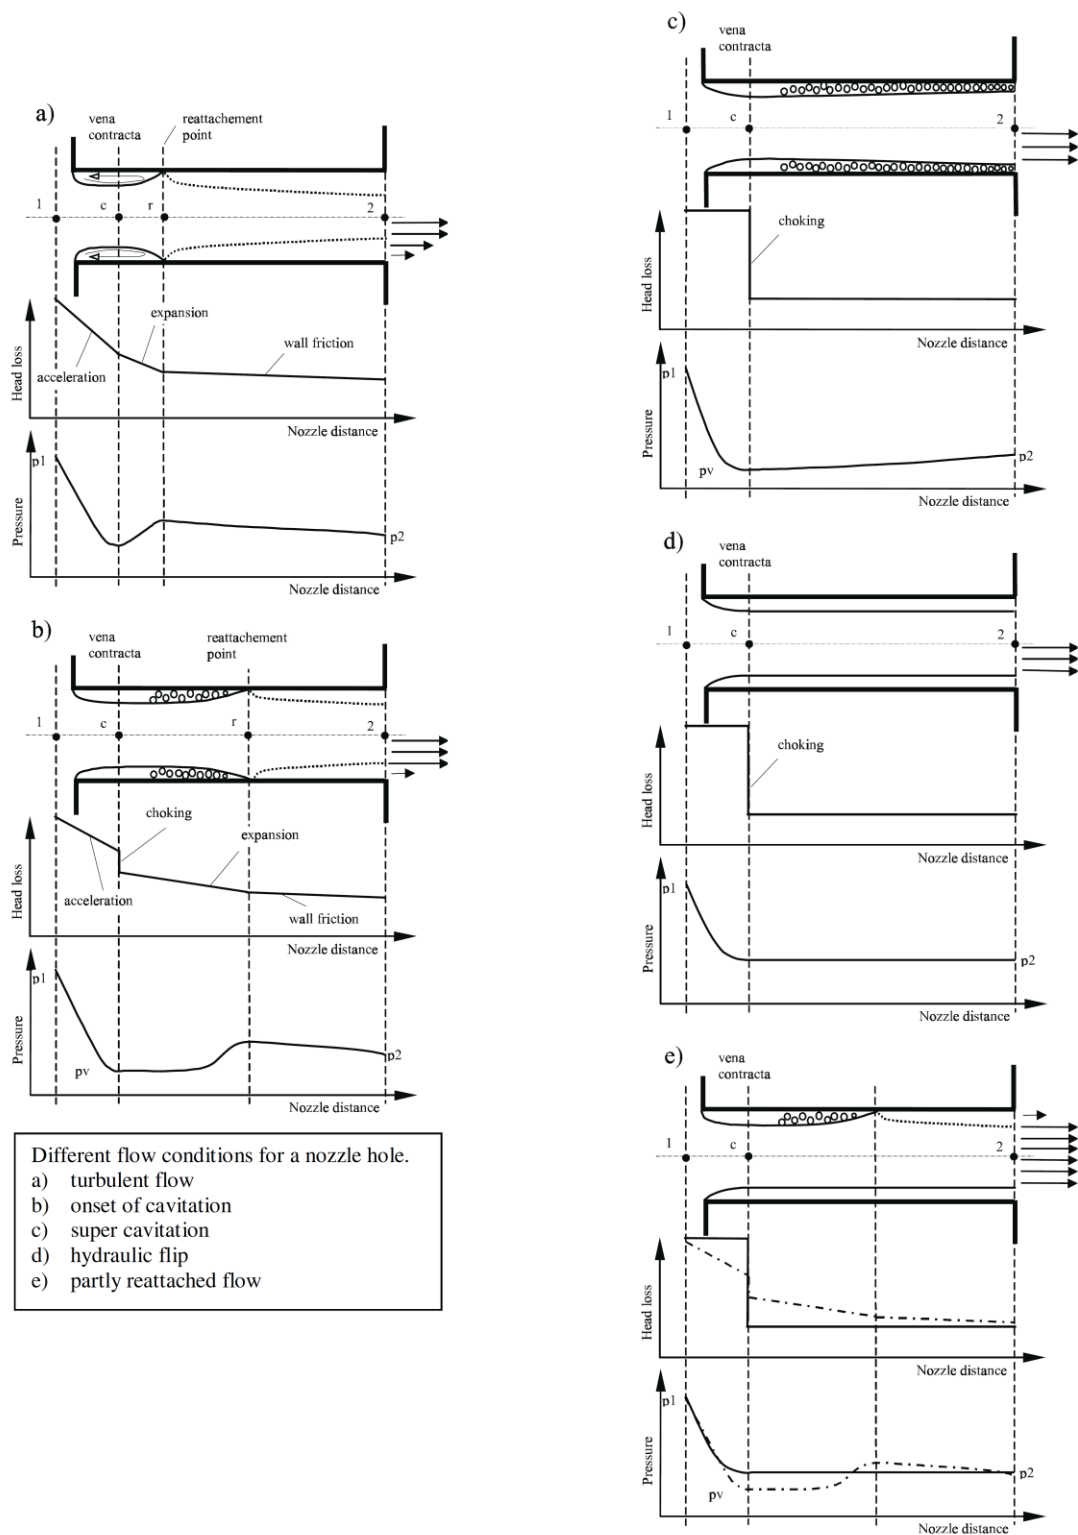 a)
vena
contracta
reattachement
point
1
c
r
2
Head loss
acceleration
expansion
wall friction
Nozzle distance
Pressure
p1
p2
Nozzle distance
b)
vena
contracta
reattachement
point
1
c
r
2
Head loss
choking
acceleration
expansion
wall friction
Nozzle distance
Pressure
p1
pv
p2
Nozzle distance
Different flow conditions for a nozzle hole.
a) turbulent flow
b) onset of cavitation
c) super cavitation
d) hydraulic flip
e) partly reattached flow
c)
vena
contracta
1
c
2
Head loss
choking
Nozzle distance
Pressure
p1
pv
p2
Nozzle distance
d)
vena
contracta
1
c
2
Head loss
choking
Nozzle distance
Pressure
p1
p2
Nozzle distance
e)
vena
contracta
1
c
2
Head loss
Nozzle distance
Pressure
p1
pv
p2
Nozzle distance